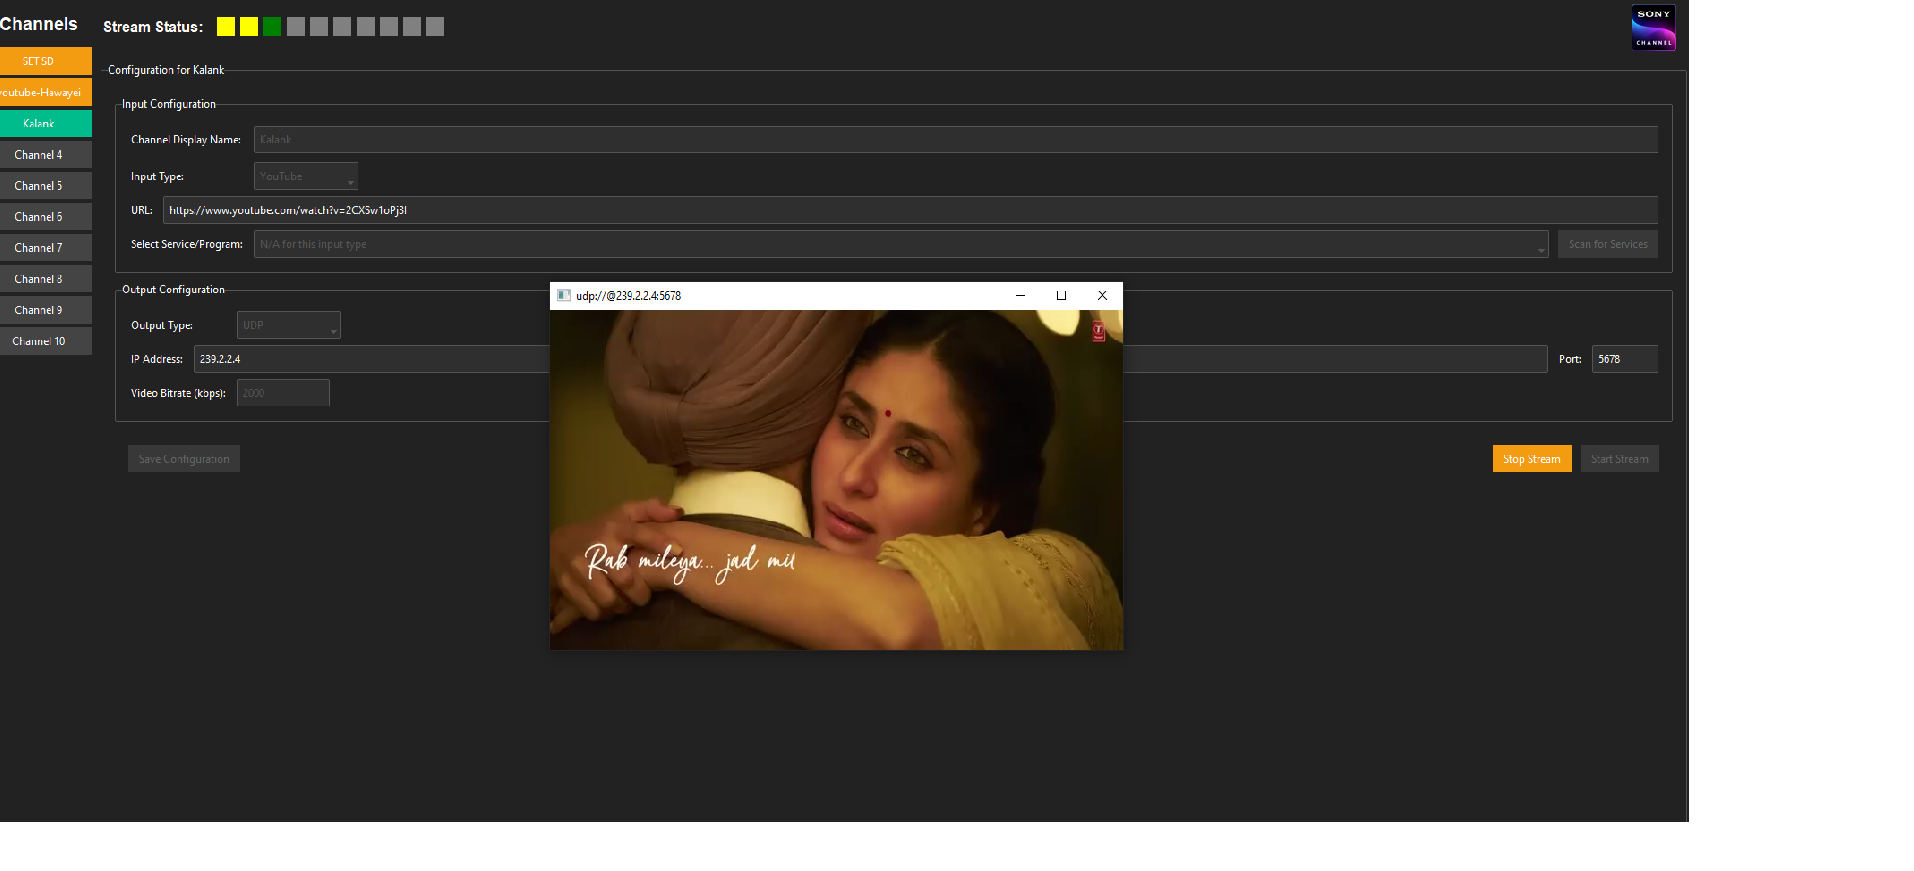 Channels
Stream Status:
SONY
CHANNEL
SET SD
youtube-Hawayei
Kalank
Channel 4
Channel 5
Channel 6
Channel 7
Channel 8
Channel 9
Channel 10
Configuration for Kalank
Input Configuration
Channel Display Name: Kalank
Input Type: YouTube
URL: https://www.youtube.com/watch?v=2CXSw1oPj3I
Select Service/Program: N/A for this input type Scan for Services
Output Configuration
Output Type: UDP
IP Address: 239.2.2.4 Port: 5678
Video Bitrate (kbps): 2000
Save Configuration Stop Stream Start Stream
udp://@239.2.2.4:5678
T
Rab mileya... jad mil